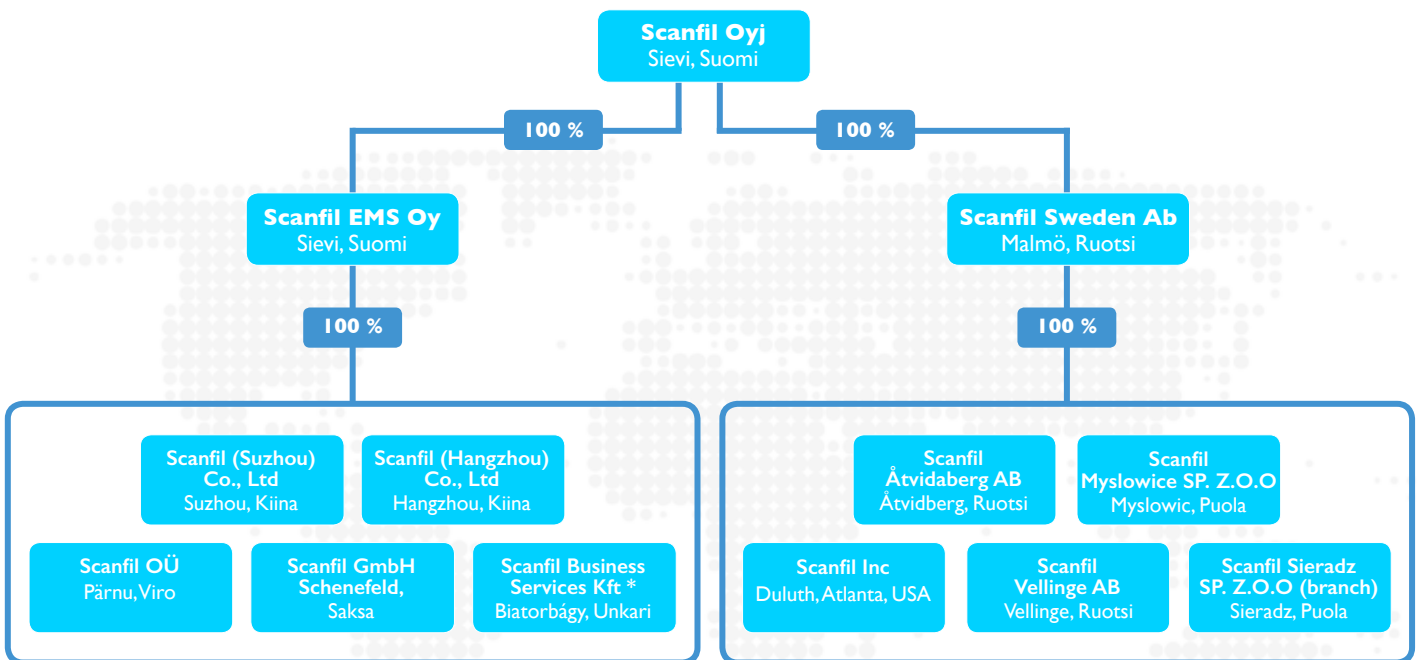 Scanfil Oyj
Sievi, Suomi
100 %
100 %
Scanfil EMS Oy
Sievi, Suomi
Scanfil Sweden Ab
Malmö, Ruotsi
100 %
100 %
Scanfil (Suzhou)
Co., Ltd
Suzhou, Kiina
Scanfil (Hangzhou)
Co., Ltd
Hangzhou, Kiina
Scanfil OÜ
Pärnu, Viro
Scanfil GmbH
Schenefeld,
Saksa
Scanfil Business
Services Kft *
Biatorbágy, Unkari
Scanfil
Åtvidaberg AB
Åtvidberg, Ruotsi
Scanfil
Myslowice SP. Z.O.O
Myslowic, Puola
Scanfil Inc
Duluth, Atlanta, USA
Scanfil
Vellinge AB
Vellinge, Ruotsi
Scanfil Sieradz
SP. Z.O.O (branch)
Sieradz, Puola